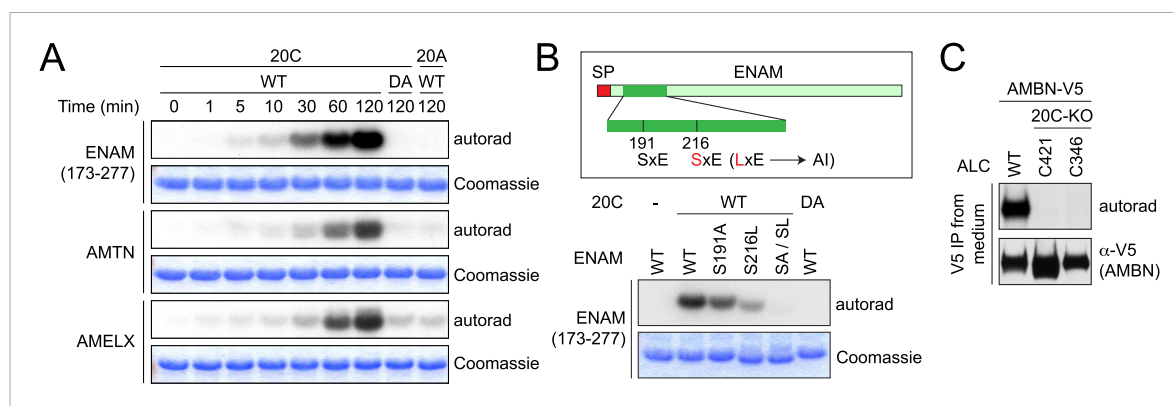 A
20C 20A
WT DA WT
Time (min) 0 1 5 10 30 60 120 120 120
ENAM
(173-277)
autorad
Coomassie
AMTN
autorad
Coomassie
AMELX
autorad
Coomassie
B
SP ENAM
191 216
SxE SxE (LxE → AI)
20C - WT DA
ENAM WT WT S191A S216L SA / SL WT
ENAM
(173-277)
autorad
Coomassie
C
AMBN-V5
20C-KO
ALC WT C421 C346
V5 IP from
medium
autorad
α-V5
(AMBN)